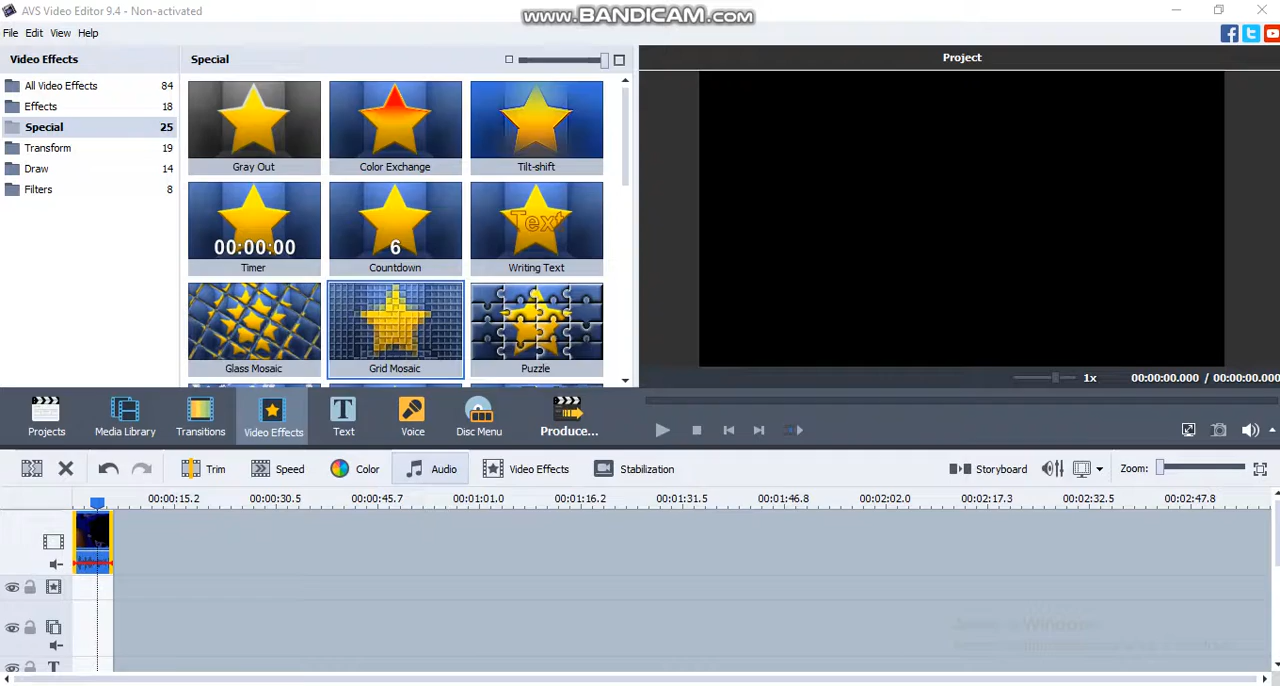 AVS Video Editor 9.4 - Non-activated
www.BANDICAM.com
File Edit View Help
Video Effects
Special
Project
All Video Effects 84
Effects 18
Special 25
Transform 19
Draw 14
Filters 8
Gray Out
Color Exchange
Tilt-shift
00:00:00
6
Text
Timer
Countdown
Writing Text
Glass Mosaic
Grid Mosaic
Puzzle
1x
00:00:00.000 / 00:00:00.000
Projects
Media Library
Transitions
Video Effects
T
Text
Voice
Disc Menu
Produce...
Trim
Speed
Color
Audio
Video Effects
Stabilization
Storyboard
Zoom:
00:00:15.2 00:00:30.5 00:00:45.7 00:01:01.0 00:01:16.2 00:01:31.5 00:01:46.8 00:02:02.0 00:02:17.3 00:02:32.5 00:02:47.8
T